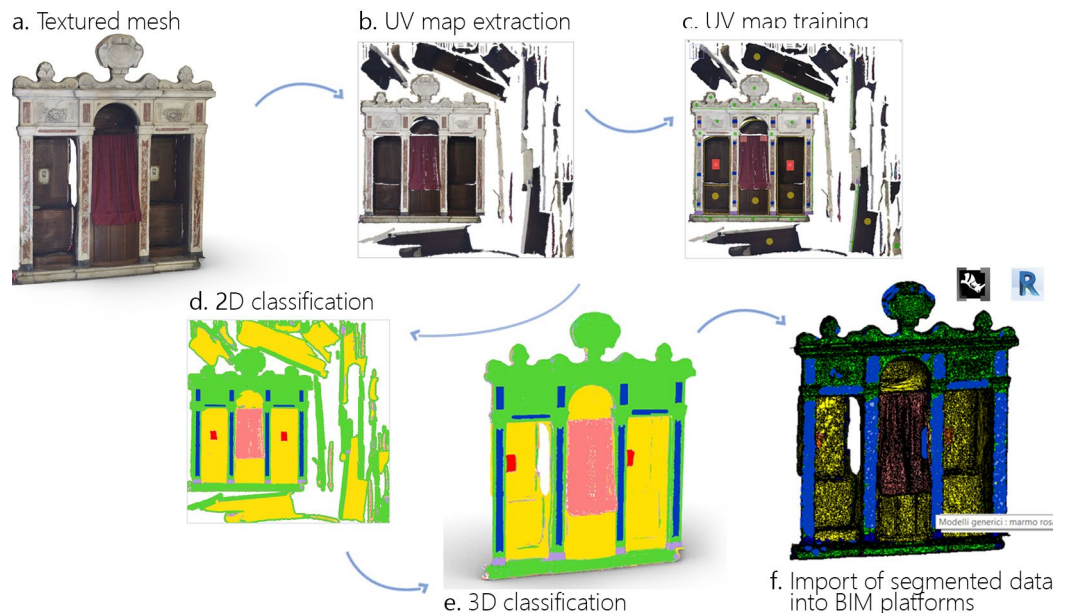 a. Textured mesh
b. UV map extraction
c. UV map training
R
d. 2D classification
Modelli generici : marmo rosa
e. 3D classification
f. Import of segmented data
into BIM platforms